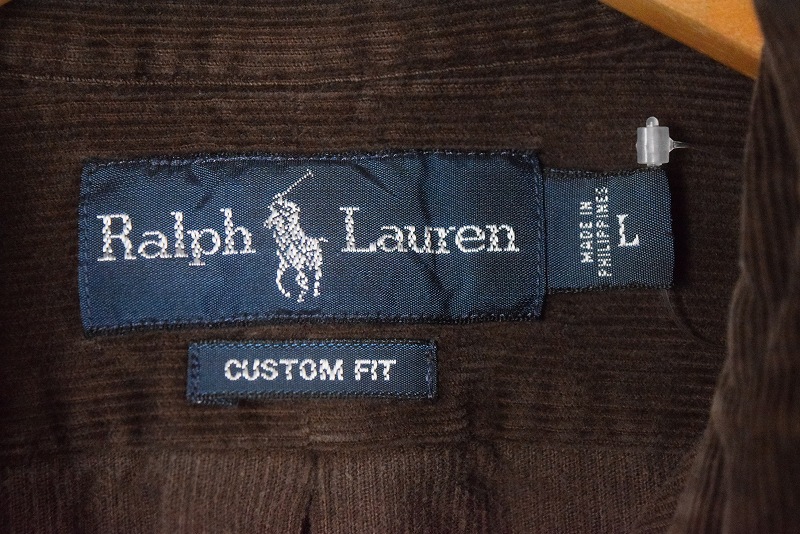 Ralph Lauren
MADE IN
PHILIPPINES
L
CUSTOM FIT